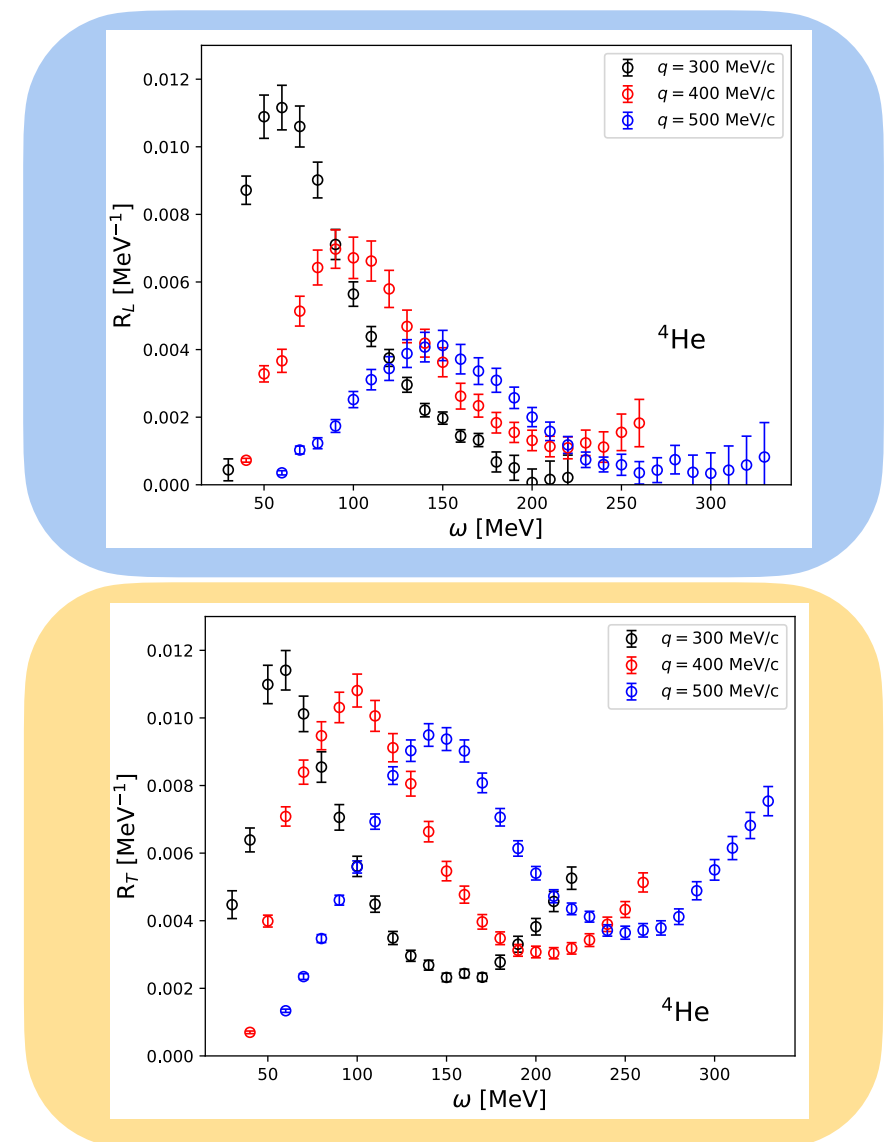 0.012
0.010
0.008
0.006
0.004
0.002
0.000
R_L [MeV⁻¹]
q = 300 MeV/c
q = 400 MeV/c
q = 500 MeV/c
⁴He
50 100 150 200 250 300
ω [MeV]
0.012
0.010
0.008
0.006
0.004
0.002
0.000
R_T [MeV⁻¹]
q = 300 MeV/c
q = 400 MeV/c
q = 500 MeV/c
⁴He
50 100 150 200 250 300
ω [MeV]